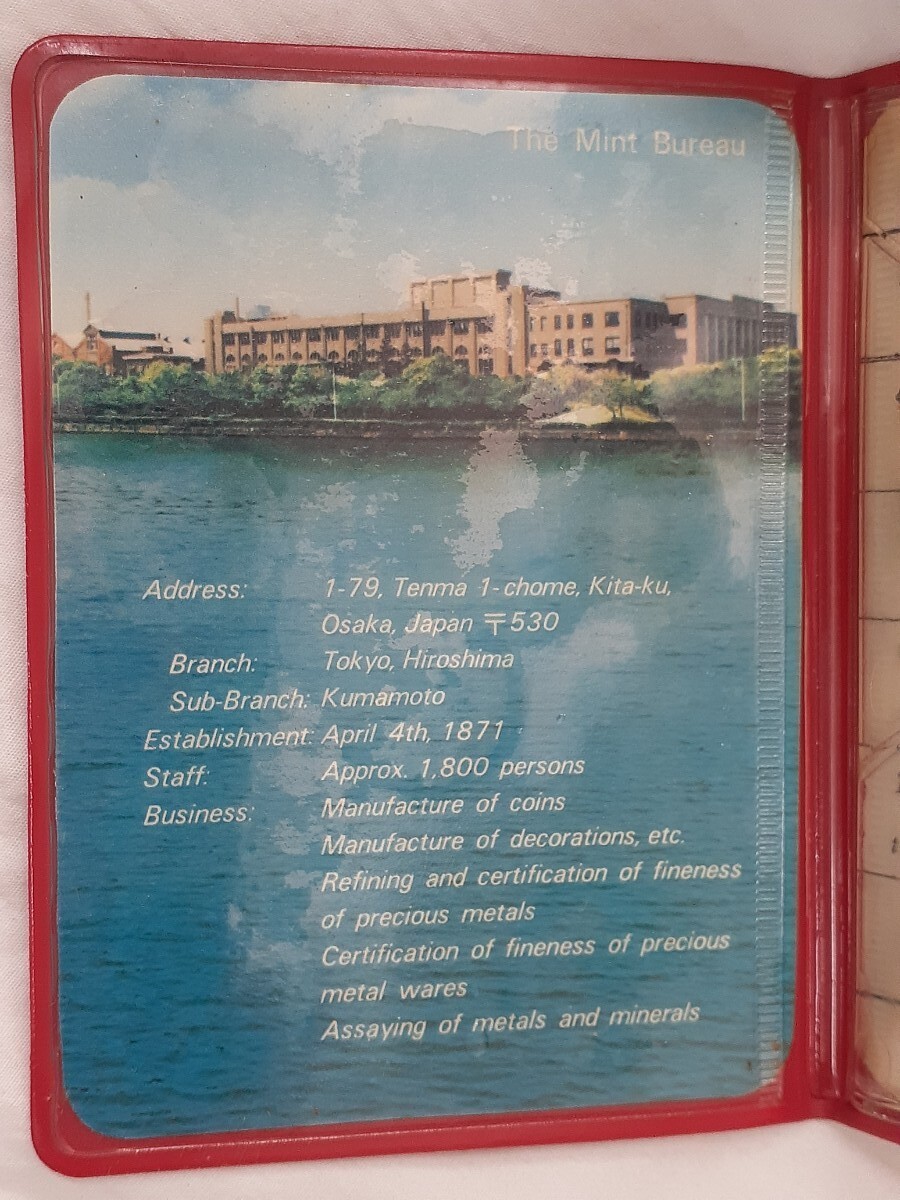 The Mint Bureau
Address: 1-79, Tenma 1-chome, Kita-ku,
Osaka, Japan 〒530
Branch: Tokyo, Hiroshima
Sub-Branch: Kumamoto
Establishment: April 4th, 1871
Staff: Approx. 1,800 persons
Business: Manufacture of coins
Manufacture of decorations, etc.
Refining and certification of fineness
of precious metals
Certification of fineness of precious
metal wares
Assaying of metals and minerals